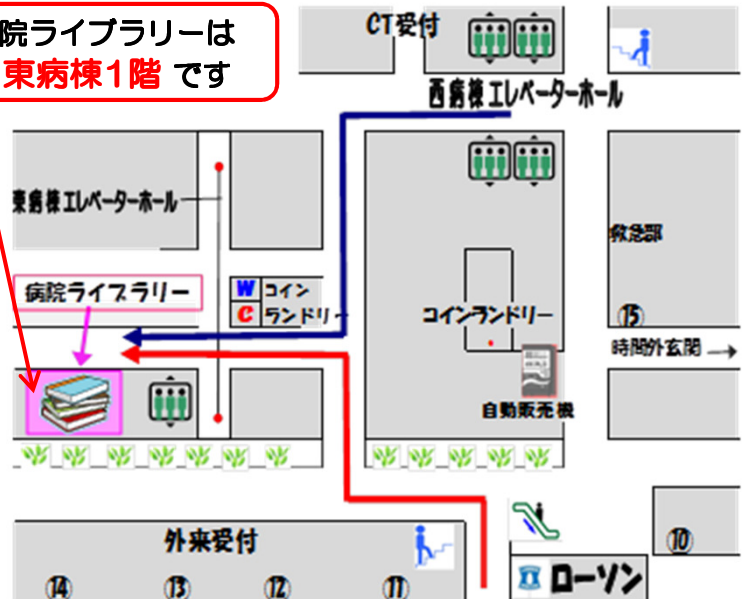 院ライブラリーは
東病棟1階 です
CT受付
西病棟エレベーターホール
東病棟エレベーターホール
救急部
病院ライブラリー
W コイン
C ランドリー
コインランドリー
⑮
時間外玄関
自動販売機
外来受付
⑩
ローソン
⑭ ⑬ ⑫ ⑪